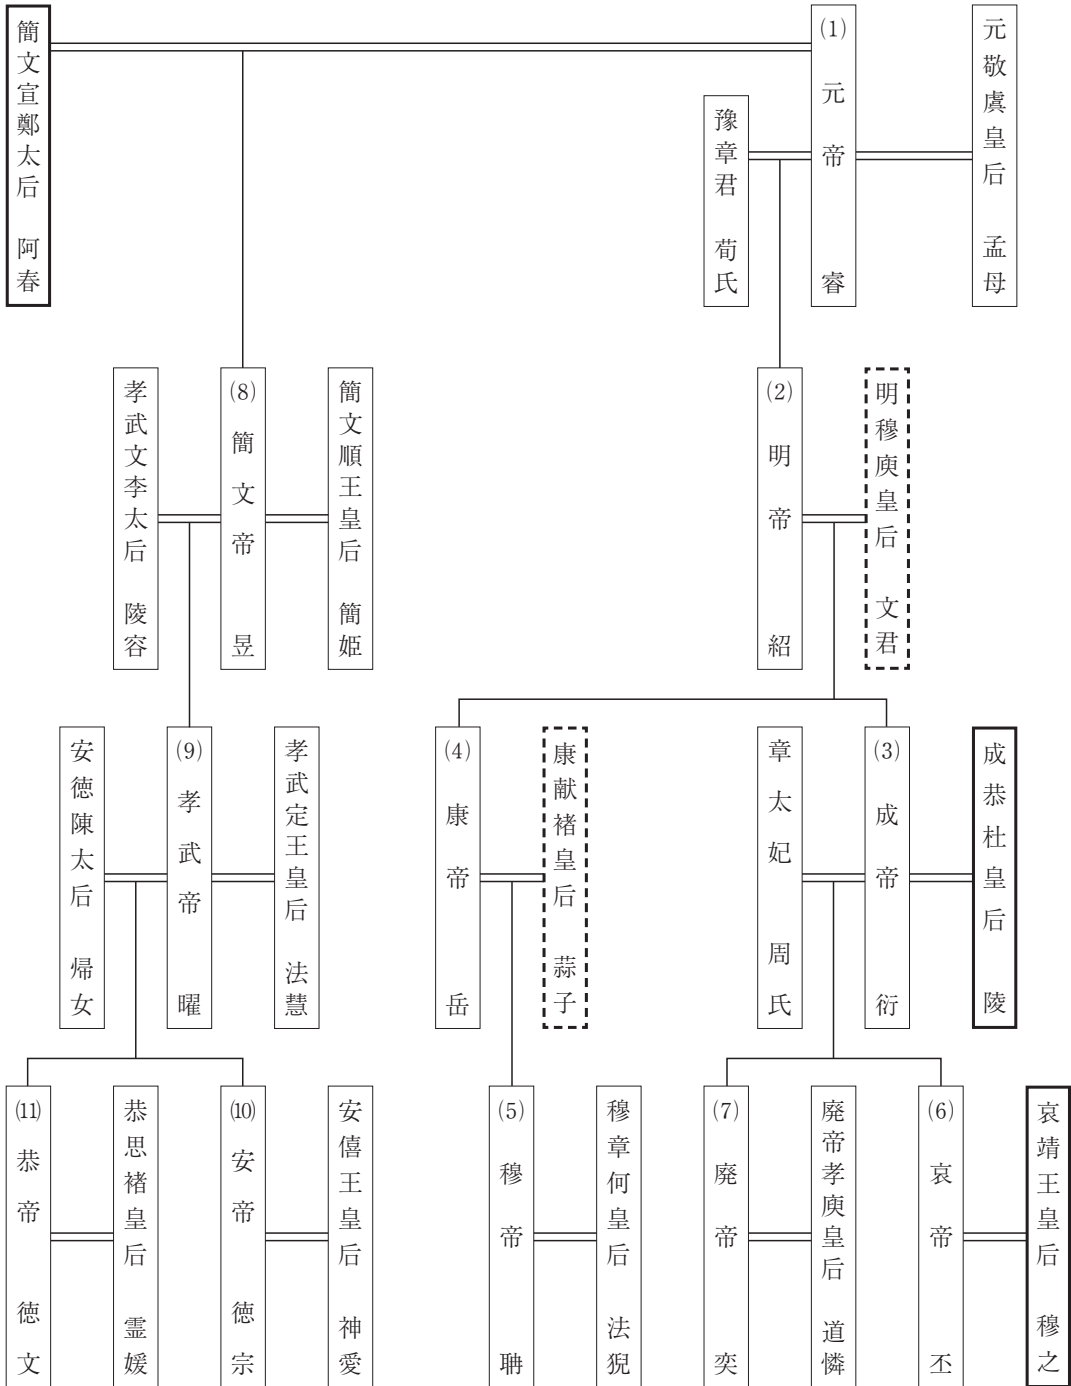 元敬虞皇后 孟母
(1) 元帝 睿
豫章君 荀氏
簡文宣鄭太后 阿春
明穆庾皇后 文君
(2) 明帝 紹
簡文順王皇后 簡姫
(8) 簡文帝 昱
孝武文李太后 陵容
成恭杜皇后 陵
(3) 成帝 衍
章太妃 周氏
康献褚皇后 蒜子
(4) 康帝 岳
孝武定王皇后 法慧
(9) 孝武帝 曜
安徳陳太后 帰女
哀靖王皇后 穆之
(6) 哀帝 丕
廃帝孝庾皇后 道憐
(7) 廃帝 奕
穆章何皇后 法倪
(5) 穆帝 聃
安僖王皇后 神愛
(10) 安帝 徳宗
恭思褚皇后 霊媛
(11) 恭帝 徳文